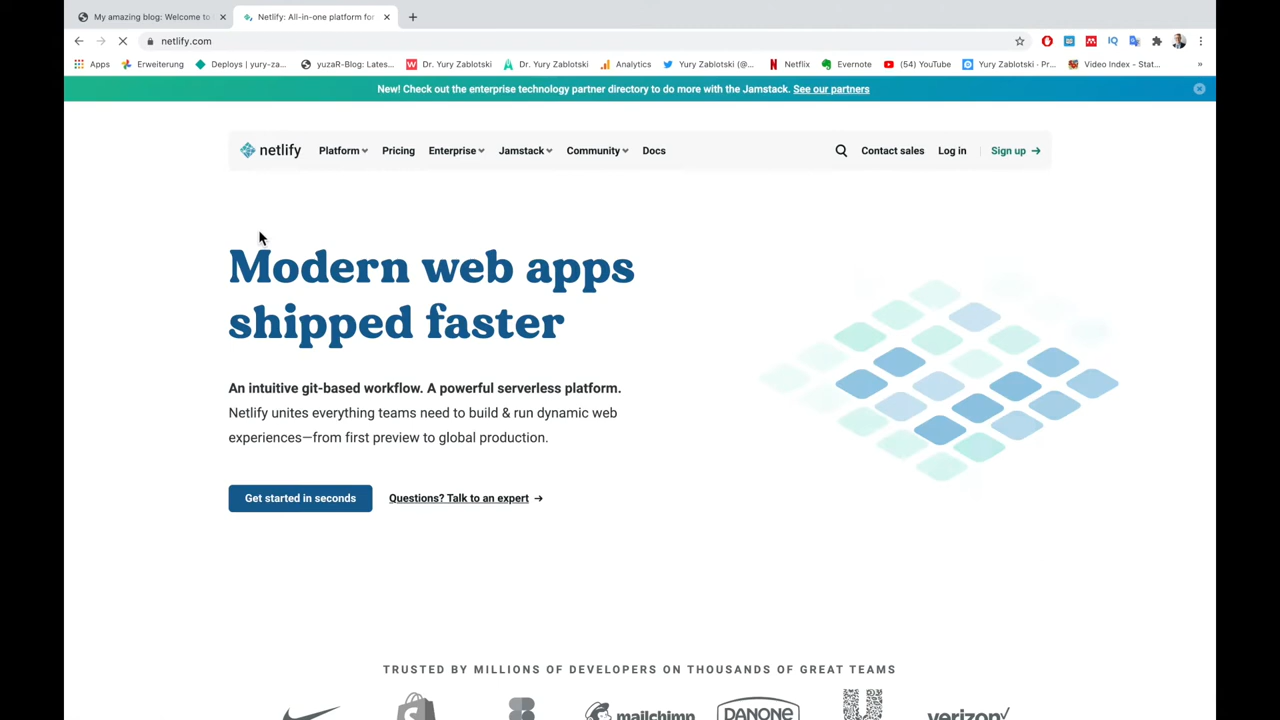 My amazing blog: Welcome to
Netlify: All-in-one platform for
netlify.com
Apps
Erweiterung
Deploys | yury-za...
yuzaR-Blog: Lates...
Dr. Yury Zablotski
Dr. Yury Zablotski
Analytics
Yury Zablotski (@...
Netflix
Evernote
(54) YouTube
Yury Zablotski · Pr...
Video Index - Stat...
»
New! Check out the enterprise technology partner directory to do more with the Jamstack. See our partners
netlify
Platform
Pricing
Enterprise
Jamstack
Community
Docs
Contact sales
Log in
Sign up →
Modern web apps
shipped faster
An intuitive git-based workflow. A powerful serverless platform.
Netlify unites everything teams need to build & run dynamic web
experiences—from first preview to global production.
Get started in seconds
Questions? Talk to an expert →
TRUSTED BY MILLIONS OF DEVELOPERS ON THOUSANDS OF GREAT TEAMS
mailchimp
DANONE
verizon✓